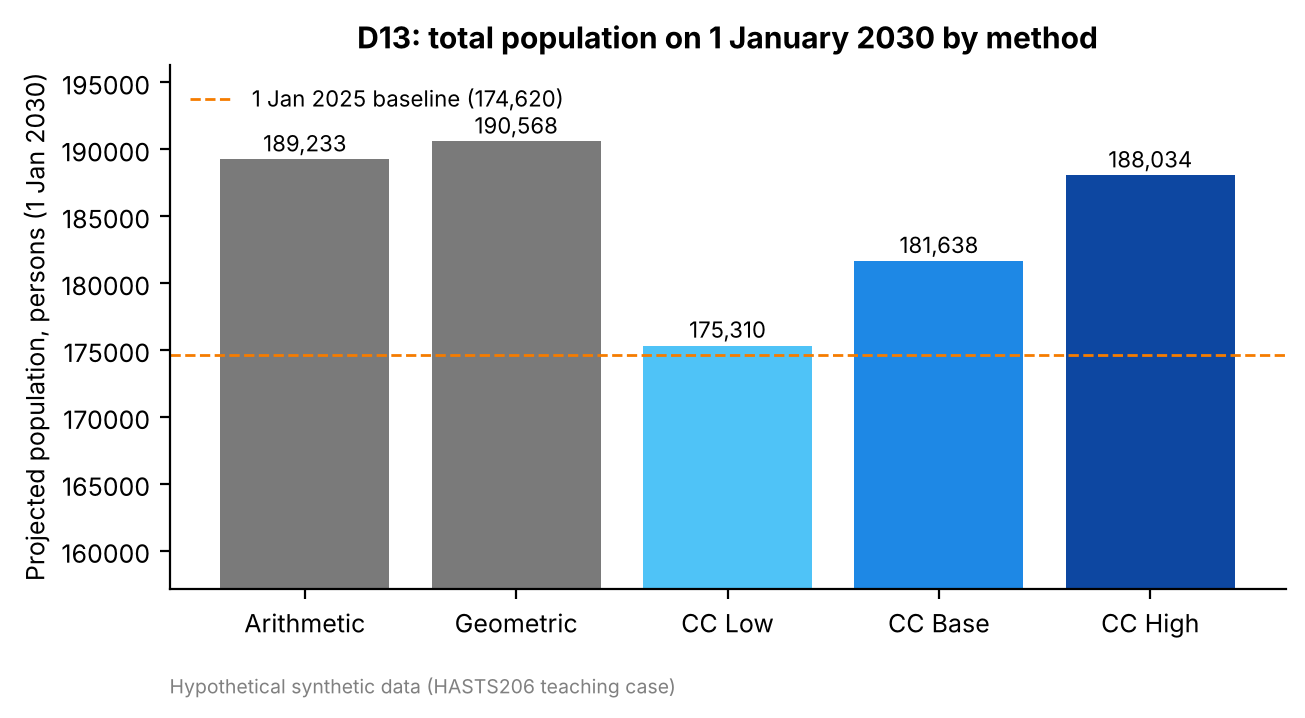 D13: total population on 1 January 2030 by method
Projected population, persons (1 Jan 2030)
195000
190000
185000
180000
175000
170000
165000
160000
1 Jan 2025 baseline (174,620)
189,233
190,568
175,310
181,638
188,034
Arithmetic
Geometric
CC Low
CC Base
CC High
Hypothetical synthetic data (HASTS206 teaching case)